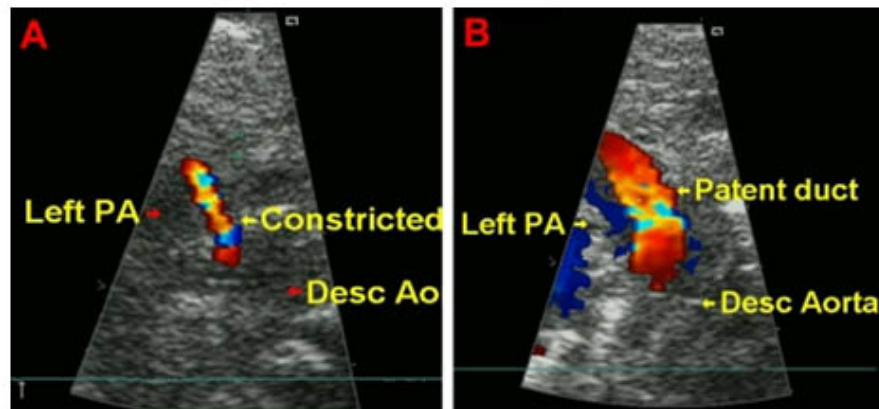 A
Left PA
Constricted
Desc Ao
B
Patent duct
Left PA
Desc Aorta